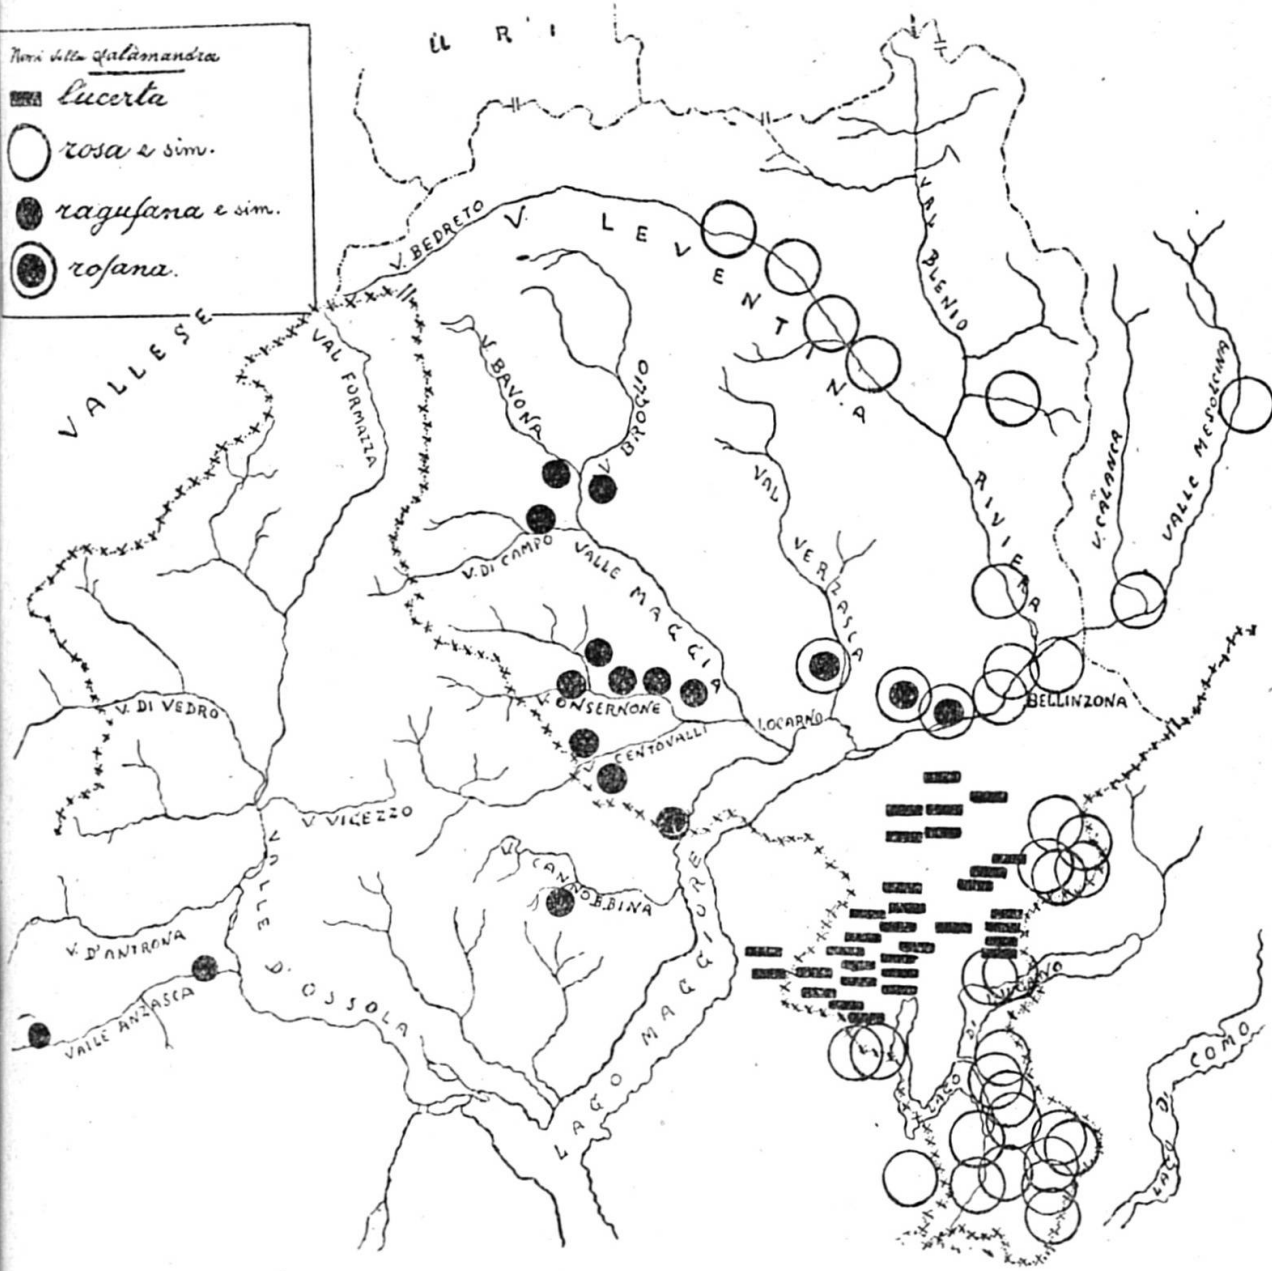 Nomi della Salamandra
lucerta
rosa e sim.
ragusana e sim.
rosana.
URI
VALLESE
V. BEDRETO
V. LEVENTINA
VAL BLENIO
VAL FORMAZZA
V. BAVONA
V. BROGLIO
VAL VERZASCA
RIVIERA
V. CALANCA
VALLE MESOLCINA
V. DI CAMPO
VALLE MAGGIA
V. ONSERNONE
LOCARNO
BELLINZONA
V. CENTOVALLI
V. DI VEDRO
V. VIGEZZO
V. CANNOBBINA
VALLE D'OSSOLA
V. D'ANTRONA
VALLE ANZASCA
LAGO MAGGIORE
LAGO DI LUGANO
LAGO DI COMO